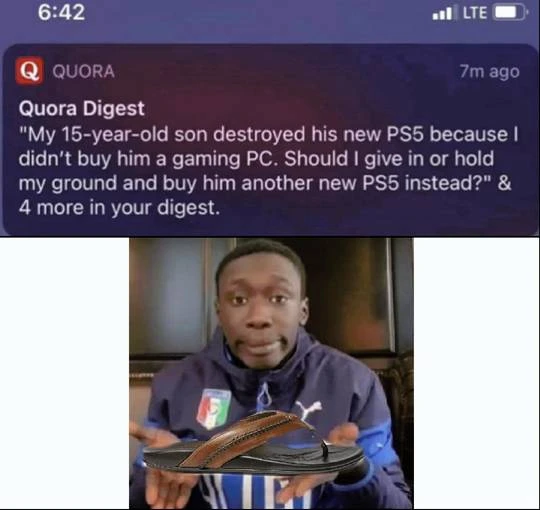 6:42 LTE
Q QUORA 7m ago
Quora Digest
"My 15-year-old son destroyed his new PS5 because I
didn't buy him a gaming PC. Should I give in or hold
my ground and buy him another new PS5 instead?" &
4 more in your digest.